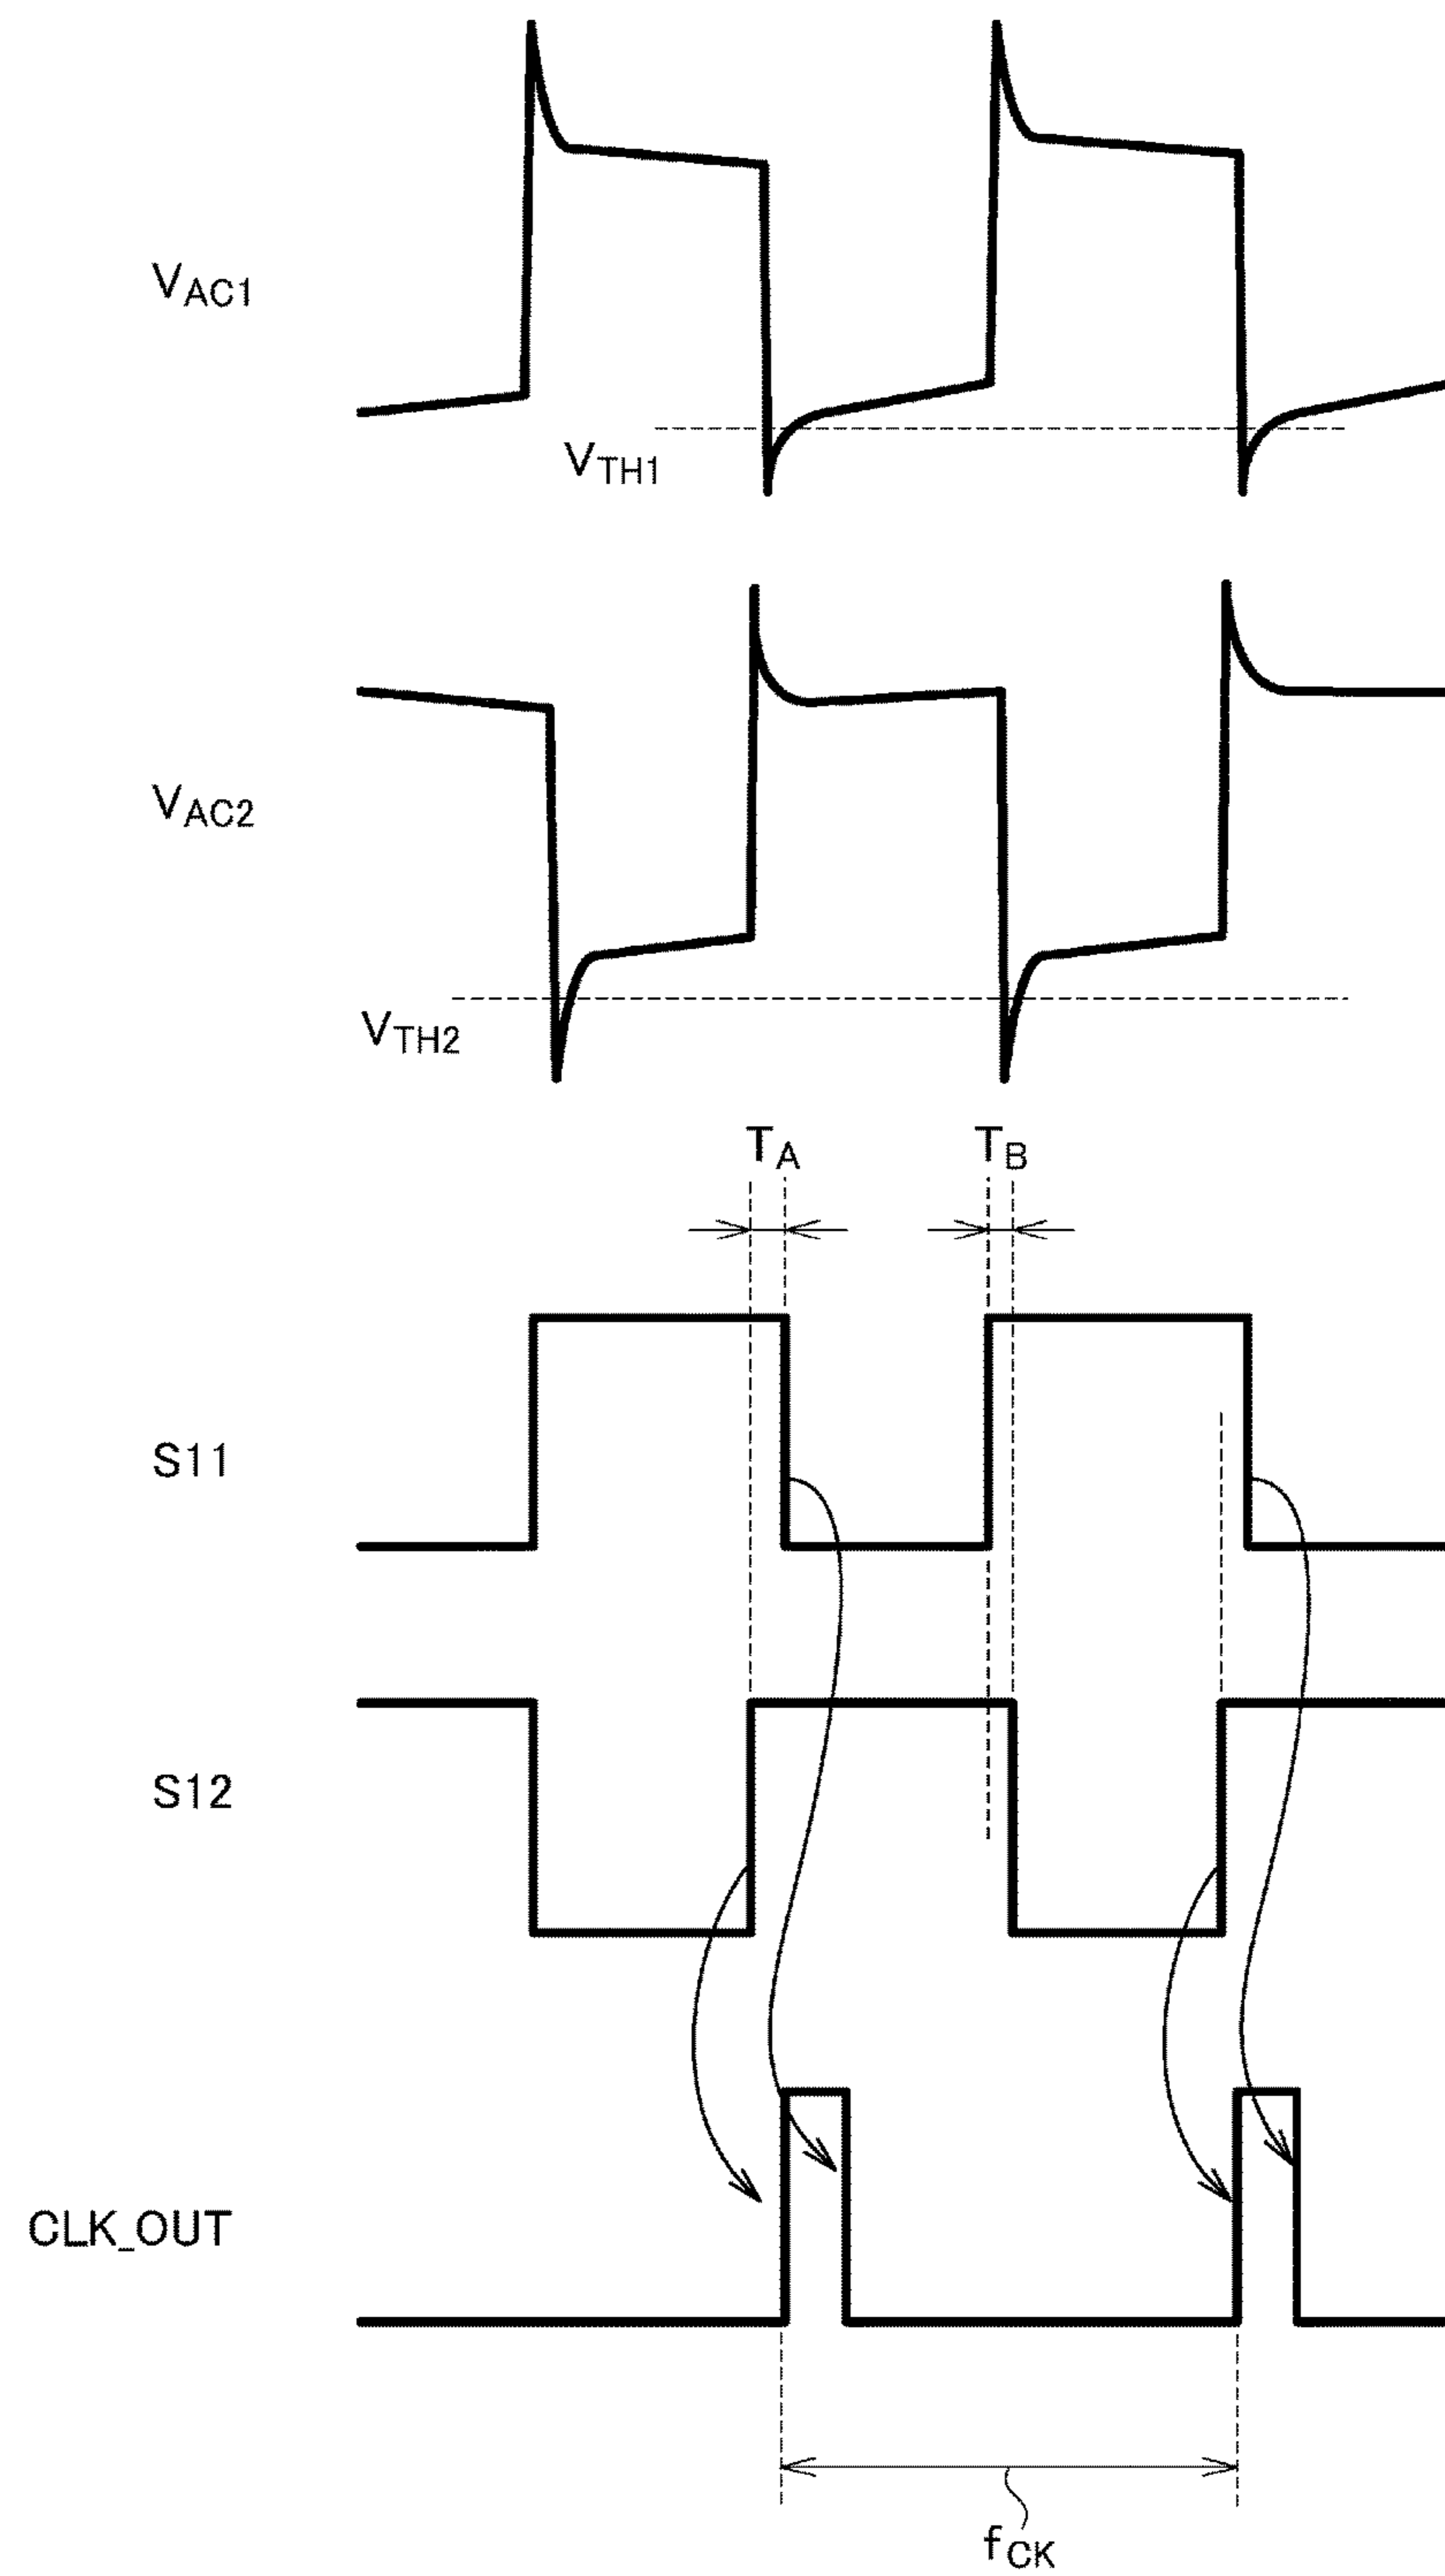 VAC1
VTH1
VAC2
VTH2
TA TB
S11
S12
CLK_OUT
fCK